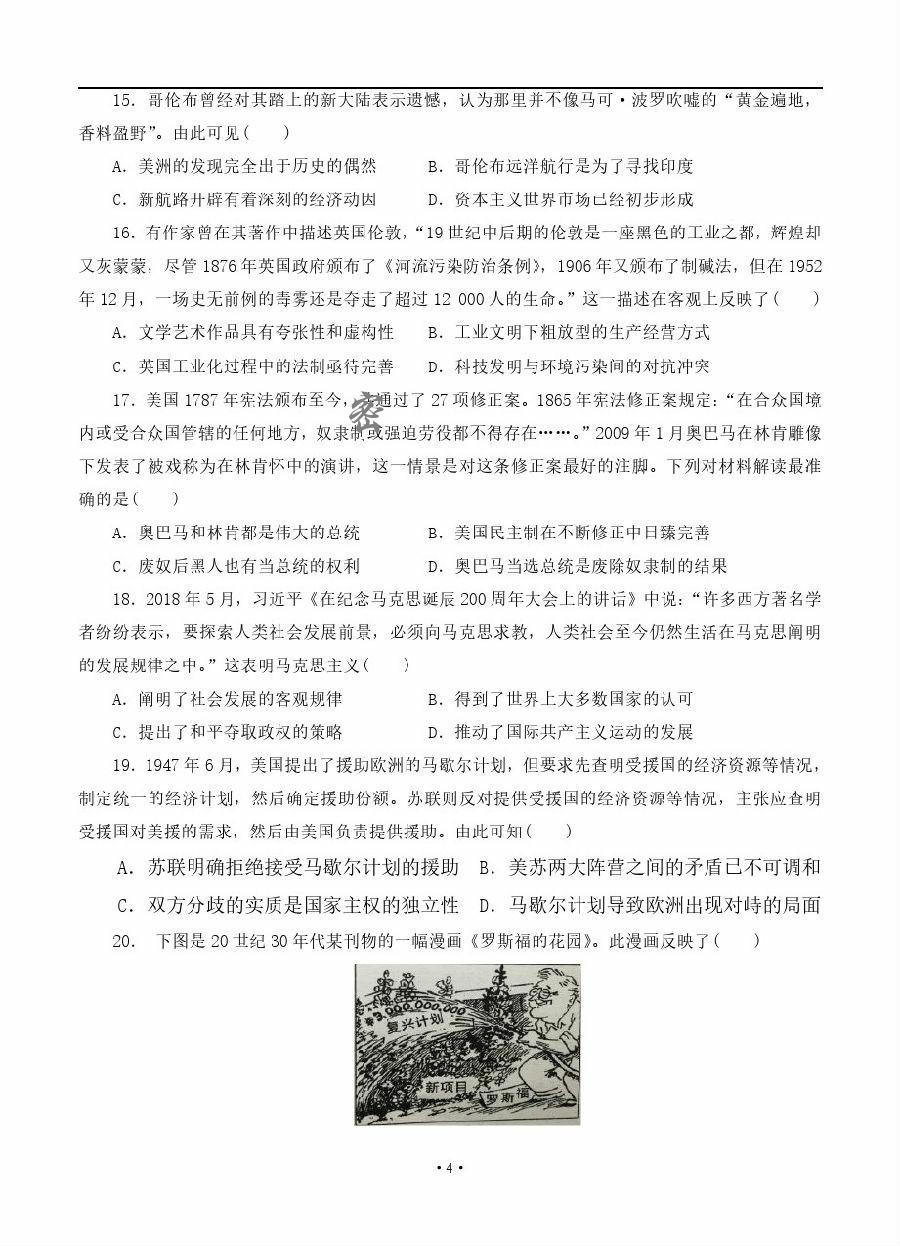 15．哥伦布曾经对其踏上的新大陆表示遗憾，认为那里并不像马可·波罗吹嘘的“黄金遍地，
香料盈野”。由此可见(　　)
A．美洲的发现完全出于历史的偶然　　B．哥伦布远洋航行是为了寻找印度
C．新航路开辟有着深刻的经济动因　　D．资本主义世界市场已经初步形成
16．有作家曾在其著作中描述英国伦敦，“19 世纪中后期的伦敦是一座黑色的工业之都，辉煌却
又灰蒙蒙，尽管 1876 年英国政府颁布了《河流污染防治条例》，1906 年又颁布了制碱法，但在 1952
年 12 月，一场史无前例的毒雾还是夺走了超过 12 000 人的生命。”这一描述在客观上反映了(　　)
A．文学艺术作品具有夸张性和虚构性　　B．工业文明下粗放型的生产经营方式
C．英国工业化过程中的法制亟待完善　　D．科技发明与环境污染间的对抗冲突
17．美国 1787 年宪法颁布至今，密通过了 27 项修正案。1865 年宪法修正案规定：“在合众国境
内或受合众国管辖的任何地方，奴隶制或强迫劳役都不得存在……。”2009 年 1 月奥巴马在林肯雕像
下发表了被戏称为在林肯怀中的演讲，这一情景是对这条修正案最好的注脚。下列对材料解读最准
确的是(　　)
A．奥巴马和林肯都是伟大的总统　　B．美国民主制在不断修正中日臻完善
C．废奴后黑人也有当总统的权利　　D．奥巴马当选总统是废除奴隶制的结果
18．2018 年 5 月，习近平《在纪念马克思诞辰 200 周年大会上的讲话》中说：“许多西方著名学
者纷纷表示，要探索人类社会发展前景，必须向马克思求教，人类社会至今仍然生活在马克思阐明
的发展规律之中。”这表明马克思主义(　　)
A．阐明了社会发展的客观规律　　B．得到了世界上大多数国家的认可
C．提出了和平夺取政权的策略　　D．推动了国际共产主义运动的发展
19．1947 年 6 月，美国提出了援助欧洲的马歇尔计划，但要求先查明受援国的经济资源等情况，
制定统一的经济计划，然后确定援助份额。苏联则反对提供受援国的经济资源等情况，主张应查明
受援国对美援的需求，然后由美国负责提供援助。由此可知(　　)
A．苏联明确拒绝接受马歇尔计划的援助　B．美苏两大阵营之间的矛盾已不可调和
C．双方分歧的实质是国家主权的独立性　D．马歇尔计划导致欧洲出现对峙的局面
20． 下图是 20 世纪 30 年代某刊物的一幅漫画《罗斯福的花园》。此漫画反映了(　　)
$3,000,000,000
复兴计划
新项目
罗斯福
·4·